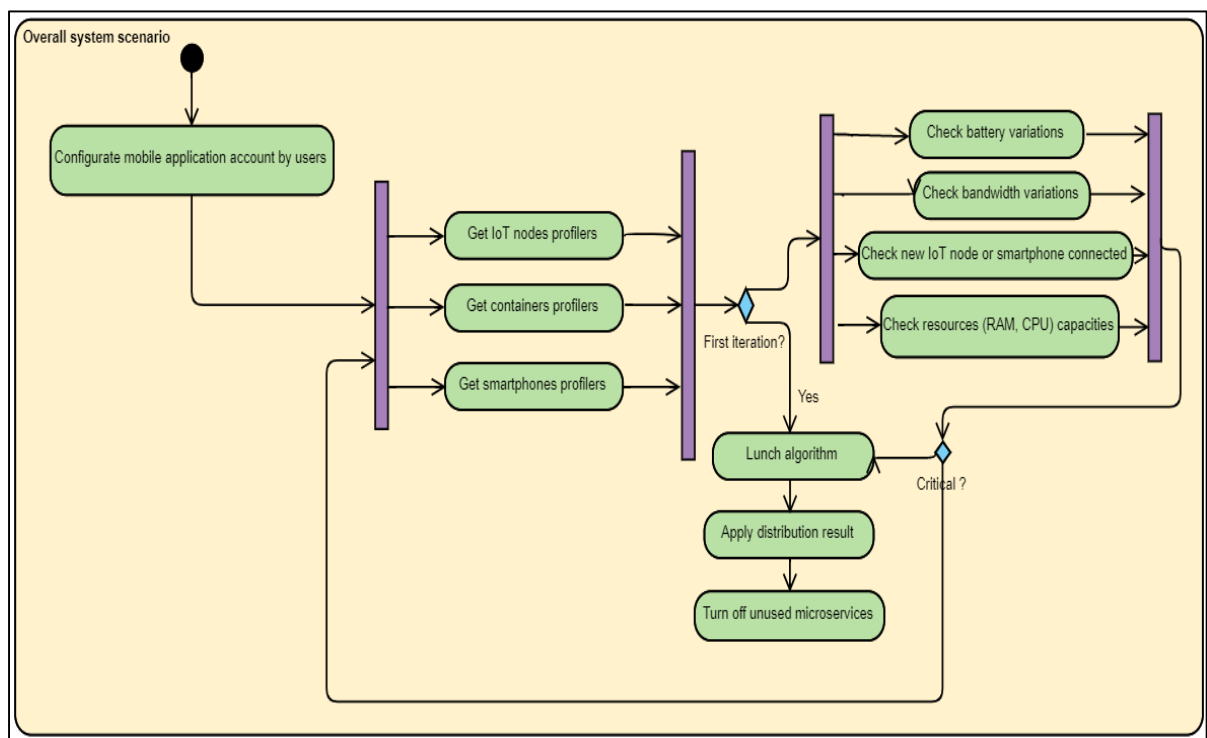 Overall system scenario
Configurate mobile application account by users
Get IoT nodes profilers
Get containers profilers
Get smartphones profilers
First iteration?
Check battery variations
Check bandwidth variations
Check new IoT node or smartphone connected
Check resources (RAM, CPU) capacities
Yes
Lunch algorithm
Critical ?
Apply distribution result
Turn off unused microservices